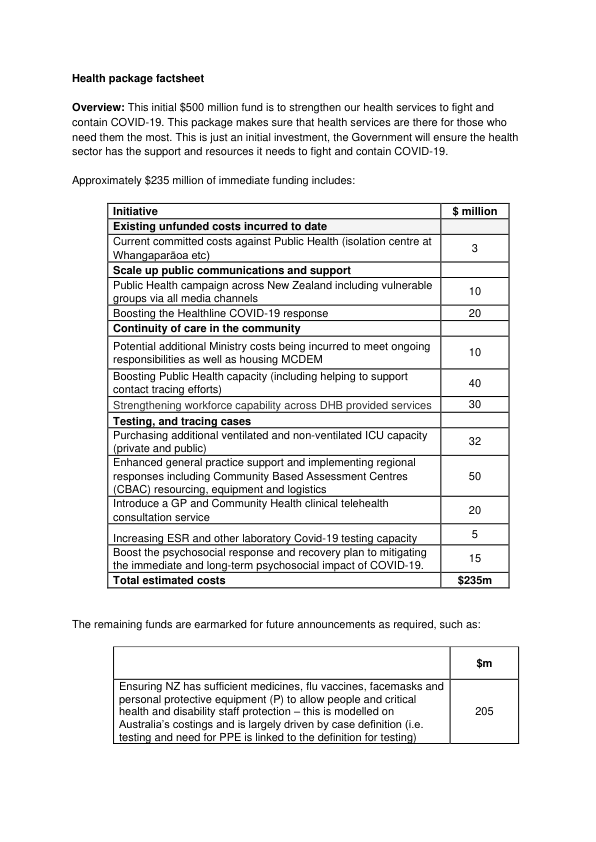 Health package factsheet
Overview: This initial $500 million fund is to strengthen our health services to fight and
contain COVID-19. This package makes sure that health services are there for those who
need them the most. This is just an initial investment, the Government will ensure the health
sector has the support and resources it needs to fight and contain COVID-19.
Approximately $235 million of immediate funding includes:
Initiative $ million
Existing unfunded costs incurred to date
Current committed costs against Public Health (isolation centre at
Whangaparāoa etc) 3
Scale up public communications and support
Public Health campaign across New Zealand including vulnerable
groups via all media channels 10
Boosting the Healthline COVID-19 response 20
Continuity of care in the community
Potential additional Ministry costs being incurred to meet ongoing
responsibilities as well as housing MCDEM 10
Boosting Public Health capacity (including helping to support
contact tracing efforts) 40
Strengthening workforce capability across DHB provided services 30
Testing, and tracing cases
Purchasing additional ventilated and non-ventilated ICU capacity
(private and public) 32
Enhanced general practice support and implementing regional
responses including Community Based Assessment Centres
(CBAC) resourcing, equipment and logistics 50
Introduce a GP and Community Health clinical telehealth
consultation service 20
Increasing ESR and other laboratory Covid-19 testing capacity 5
Boost the psychosocial response and recovery plan to mitigating
the immediate and long-term psychosocial impact of COVID-19. 15
Total estimated costs $235m
The remaining funds are earmarked for future announcements as required, such as:
$m
Ensuring NZ has sufficient medicines, flu vaccines, facemasks and
personal protective equipment (P) to allow people and critical
health and disability staff protection – this is modelled on
Australia's costings and is largely driven by case definition (i.e.
testing and need for PPE is linked to the definition for testing) 205